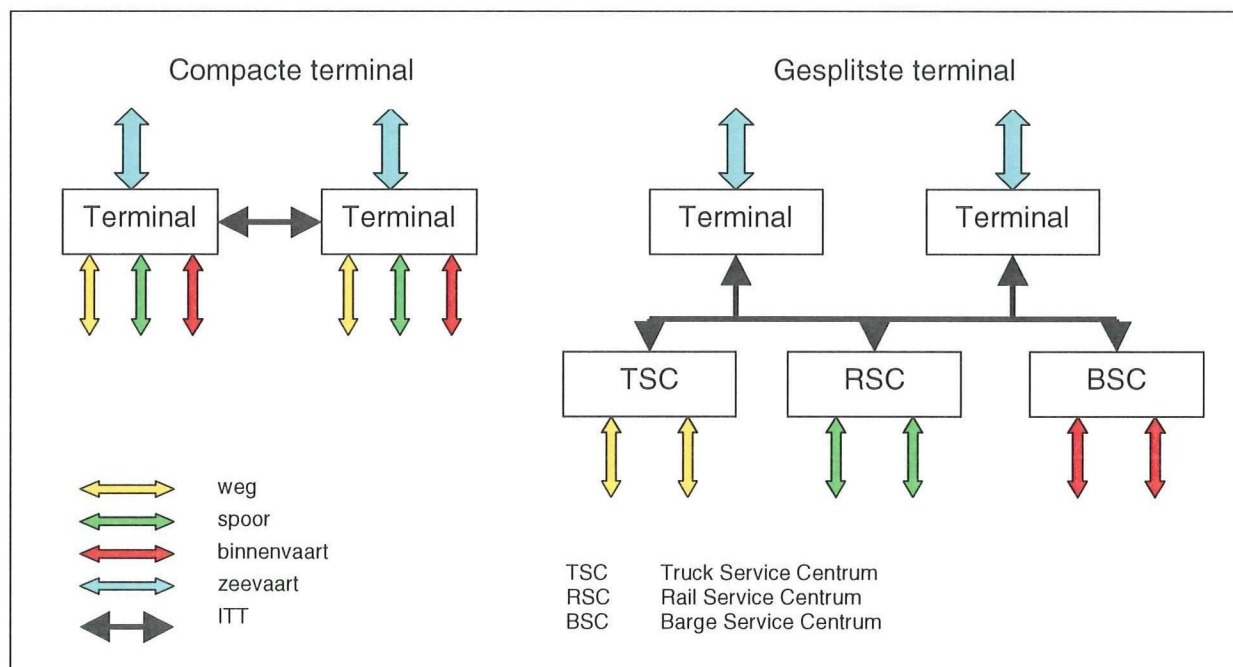 Compacte terminal
Gesplitste terminal
Terminal
Terminal
Terminal
Terminal
TSC
RSC
BSC
weg
spoor
binnenvaart
zeevaart
ITT
TSC Truck Service Centrum
RSC Rail Service Centrum
BSC Barge Service Centrum